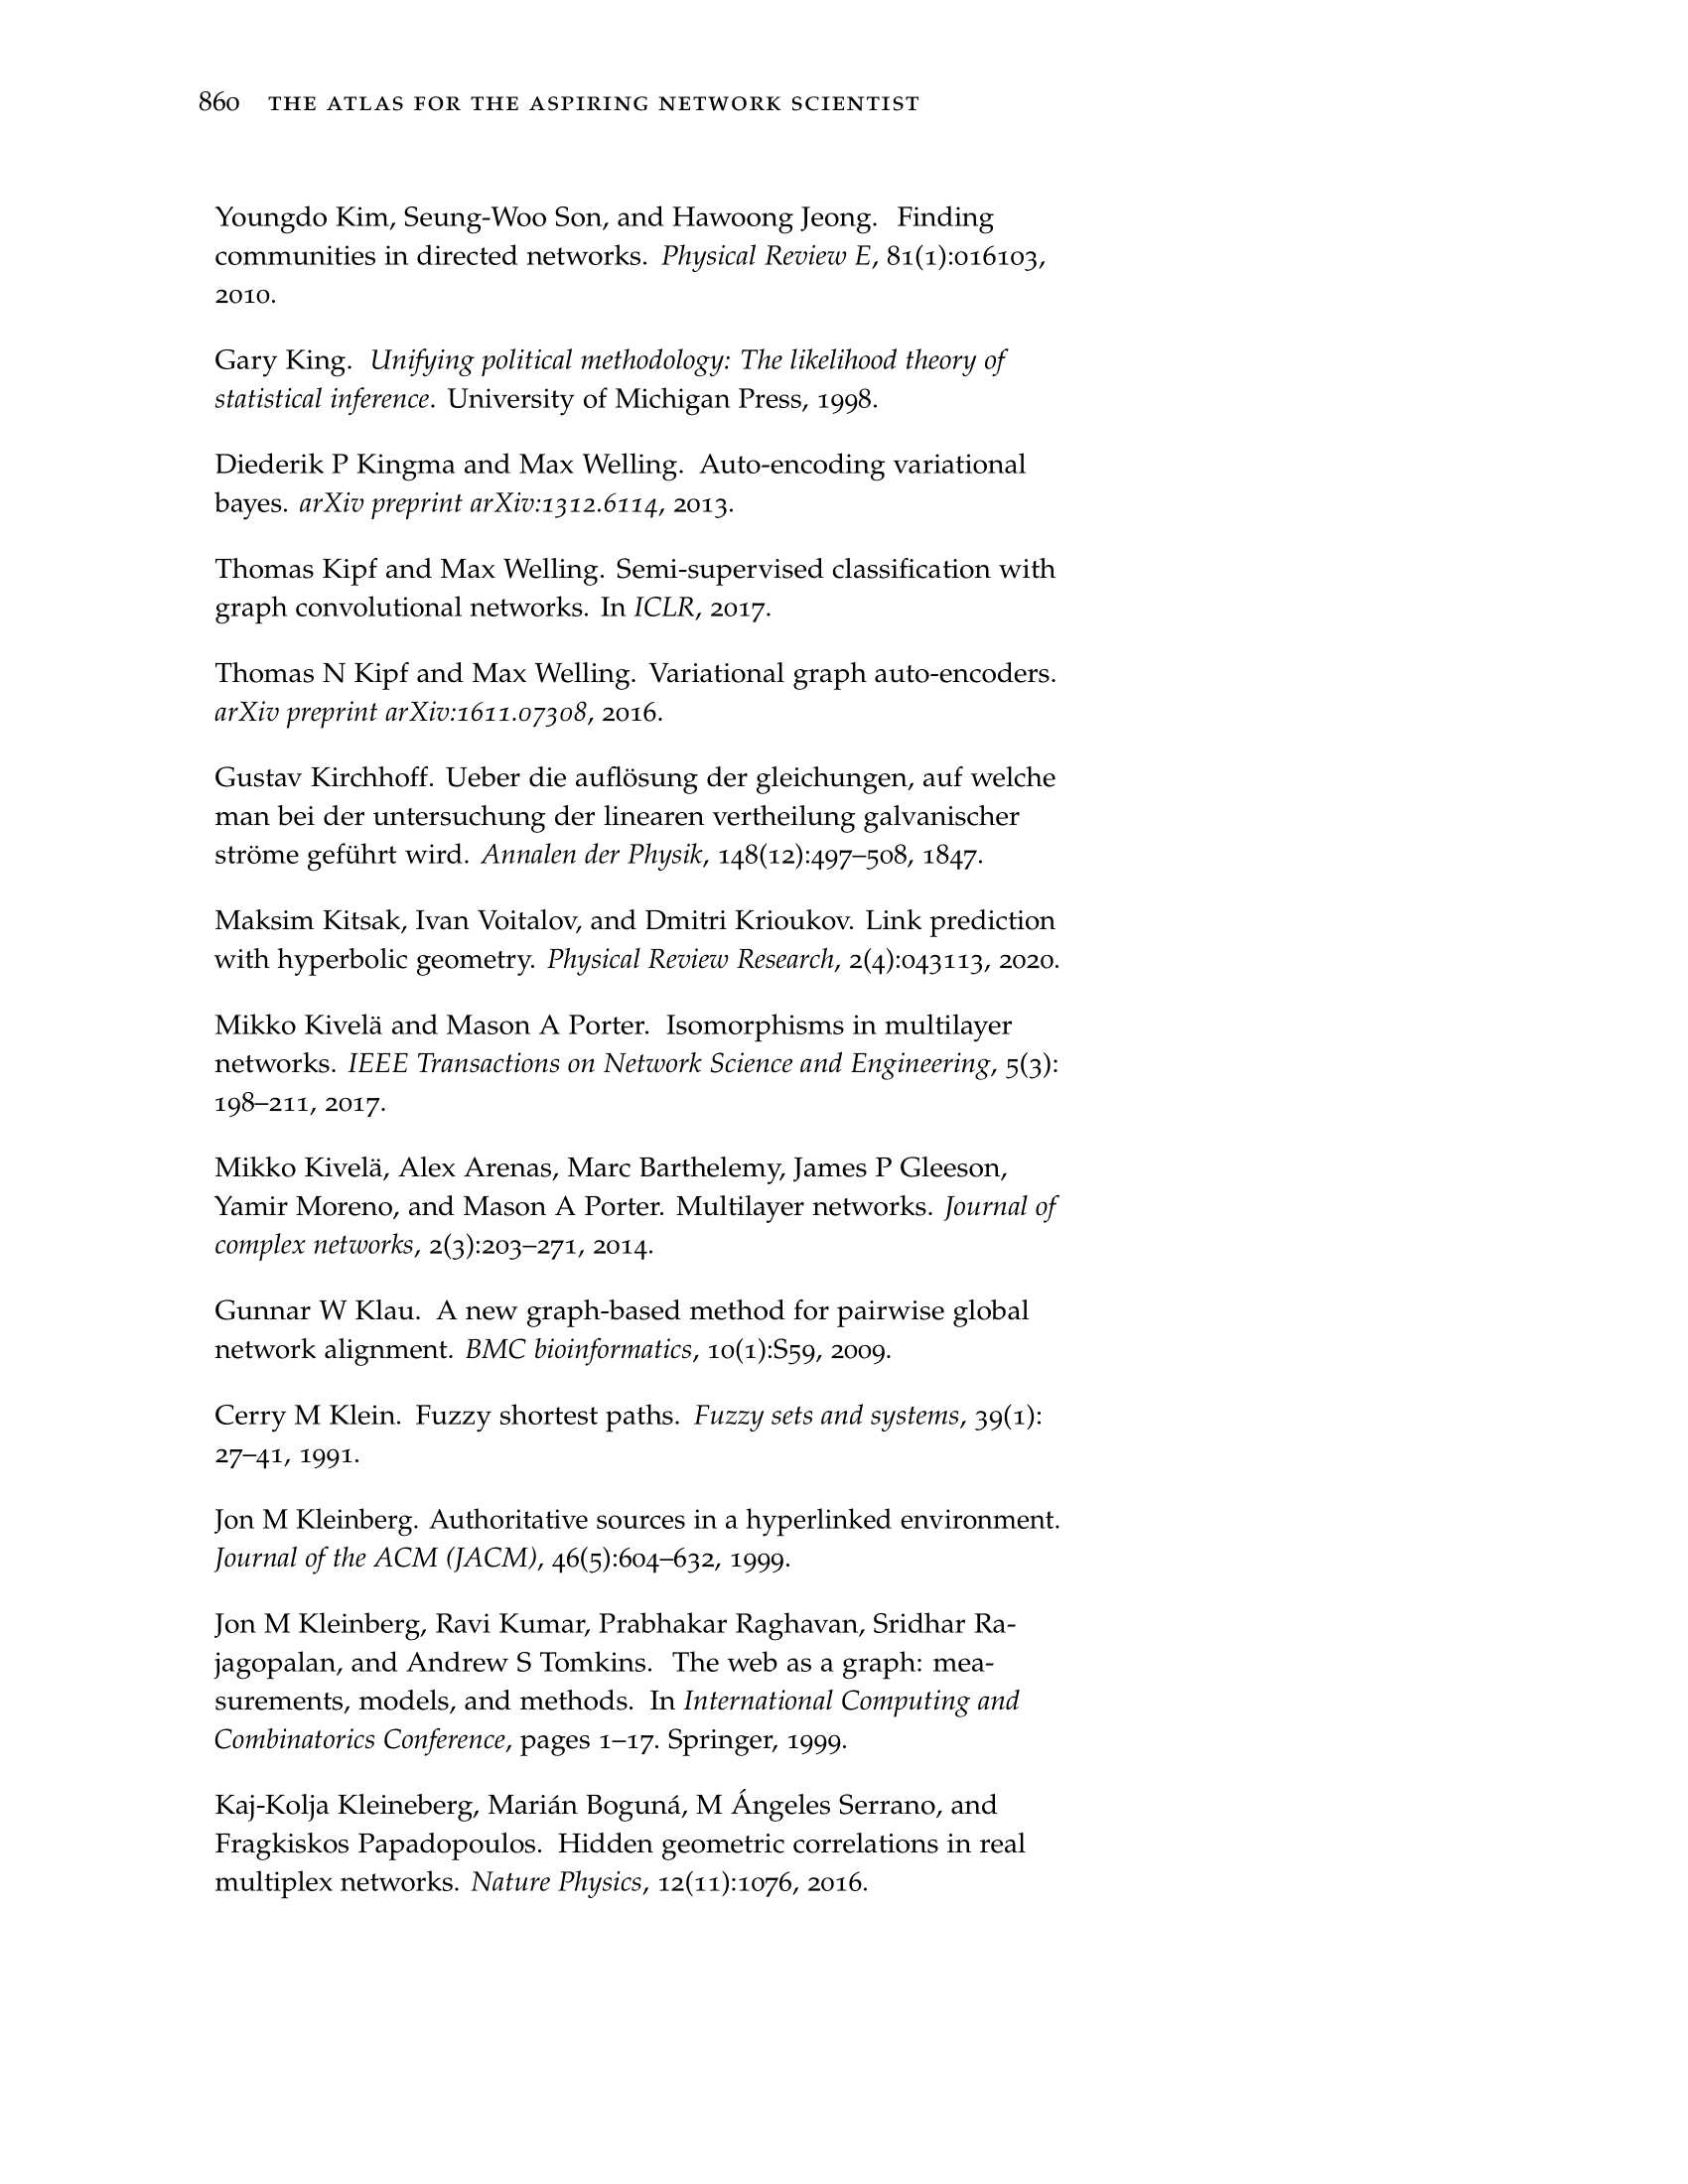 860 THE ATLAS FOR THE ASPIRING NETWORK SCIENTIST
Youngdo Kim, Seung-Woo Son, and Hawoong Jeong. Finding
communities in directed networks. Physical Review E, 81(1):016103,
2010.
Gary King. Unifying political methodology: The likelihood theory of
statistical inference. University of Michigan Press, 1998.
Diederik P Kingma and Max Welling. Auto-encoding variational
bayes. arXiv preprint arXiv:1312.6114, 2013.
Thomas Kipf and Max Welling. Semi-supervised classification with
graph convolutional networks. In ICLR, 2017.
Thomas N Kipf and Max Welling. Variational graph auto-encoders.
arXiv preprint arXiv:1611.07308, 2016.
Gustav Kirchhoff. Ueber die auflösung der gleichungen, auf welche
man bei der untersuchung der linearen vertheilung galvanischer
ströme geführt wird. Annalen der Physik, 148(12):497–508, 1847.
Maksim Kitsak, Ivan Voitalov, and Dmitri Krioukov. Link prediction
with hyperbolic geometry. Physical Review Research, 2(4):043113, 2020.
Mikko Kivelä and Mason A Porter. Isomorphisms in multilayer
networks. IEEE Transactions on Network Science and Engineering, 5(3):
198–211, 2017.
Mikko Kivelä, Alex Arenas, Marc Barthelemy, James P Gleeson,
Yamir Moreno, and Mason A Porter. Multilayer networks. Journal of
complex networks, 2(3):203–271, 2014.
Gunnar W Klau. A new graph-based method for pairwise global
network alignment. BMC bioinformatics, 10(1):S59, 2009.
Cerry M Klein. Fuzzy shortest paths. Fuzzy sets and systems, 39(1):
27–41, 1991.
Jon M Kleinberg. Authoritative sources in a hyperlinked environment.
Journal of the ACM (JACM), 46(5):604–632, 1999.
Jon M Kleinberg, Ravi Kumar, Prabhakar Raghavan, Sridhar Ra-
jagopalan, and Andrew S Tomkins. The web as a graph: mea-
surements, models, and methods. In International Computing and
Combinatorics Conference, pages 1–17. Springer, 1999.
Kaj-Kolja Kleineberg, Marián Boguná, M Ángeles Serrano, and
Fragkiskos Papadopoulos. Hidden geometric correlations in real
multiplex networks. Nature Physics, 12(11):1076, 2016.